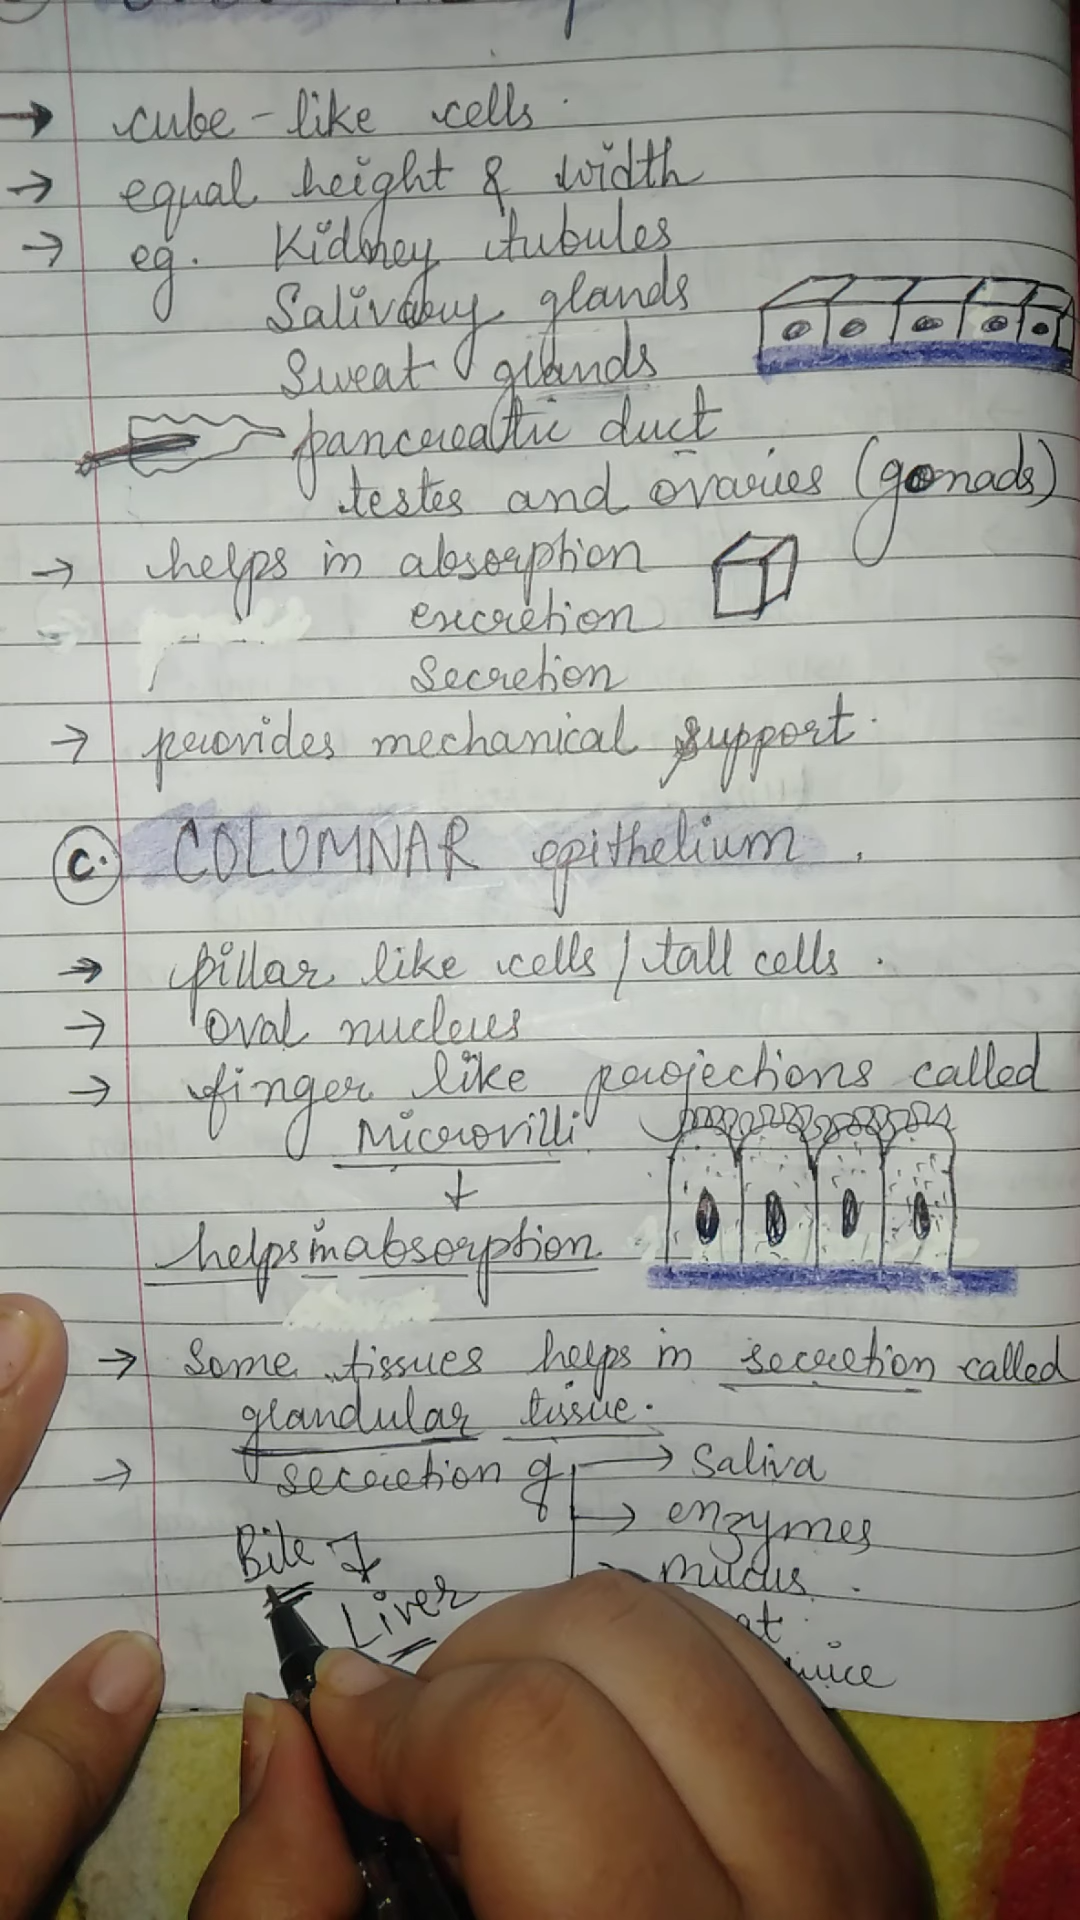 → cube-like cells.
→ equal height & width
→ eg. Kidney tubules
Salivary glands
Sweat glands
pancreatic duct
testes and ovaries (gonads)
→ helps in absorption
excretion
Secretion
→ provides mechanical support.
C. COLUMNAR epithelium.
→ pillar like cells / tall cells.
→ oval nucleus
→ finger like projections called
Microvilli
↓
helps in absorption
→ Some tissues helps in secretion called
glandular tissue.
→ secretion of → Saliva
→ enzymes
→ mucus.
Bile
Liver